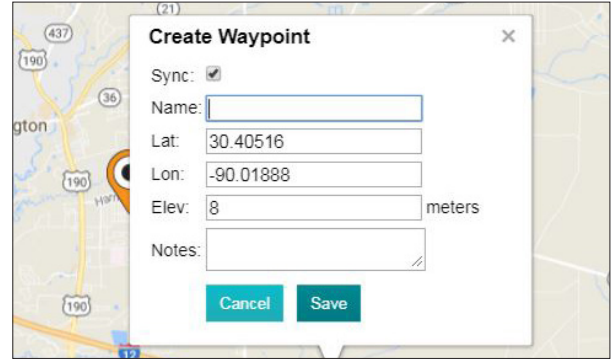 (21)
437
190
Create Waypoint
×
Sync:
36
Name:
gton
Lat: 30.40516
Lon: -90.01888
190
Elev: 8 meters
Notes:
190
Cancel Save
12